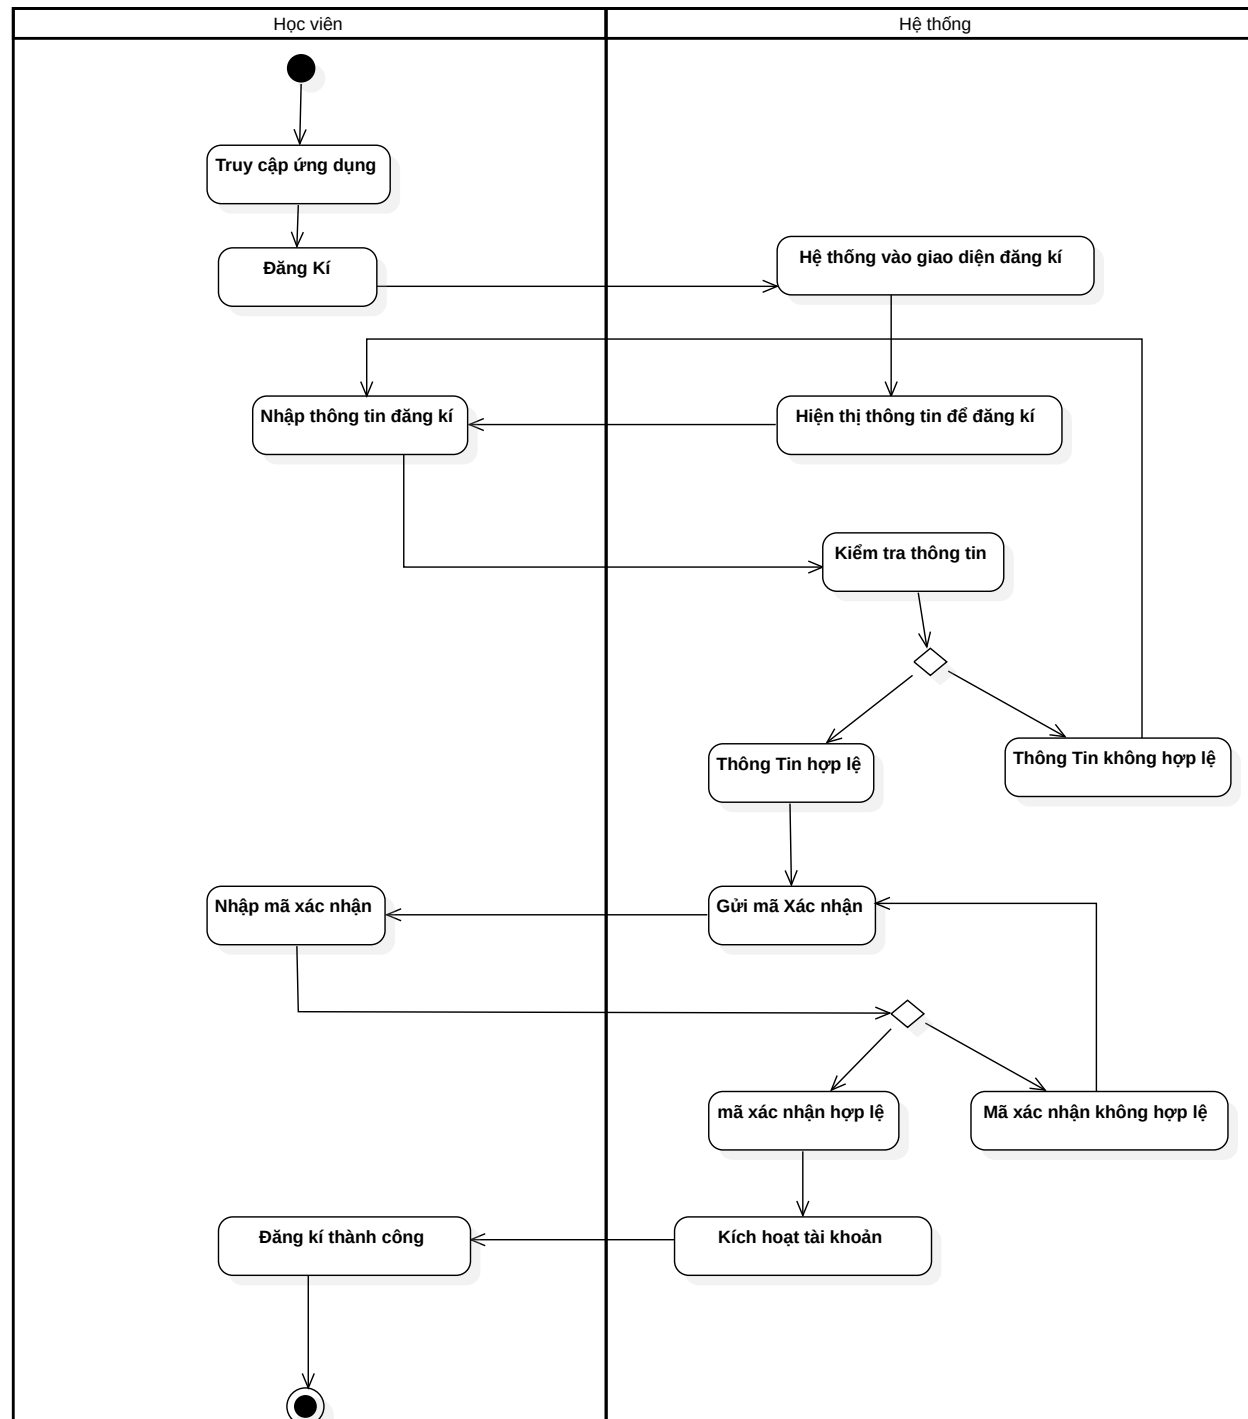 Học viên
Hệ thống
Truy cập ứng dụng
Đăng Kí
Hệ thống vào giao diện đăng kí
Nhập thông tin đăng kí
Hiện thị thông tin để đăng kí
Kiểm tra thông tin
Thông Tin hợp lệ
Thông Tin không hợp lệ
Nhập mã xác nhận
Gửi mã Xác nhận
mã xác nhận hợp lệ
Mã xác nhận không hợp lệ
Đăng kí thành công
Kích hoạt tài khoản